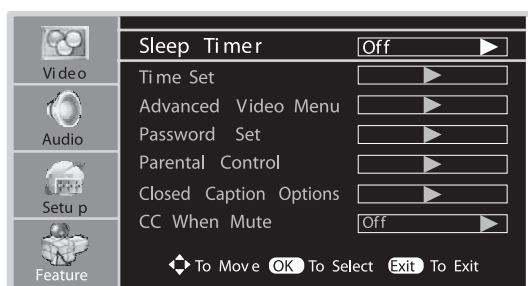 Video
Audio
Setup
Feature
Sleep Timer Off
Time Set
Advanced Video Menu
Password Set
Parental Control
Closed Caption Options
CC When Mute Off
To Move OK To Select Exit To Exit